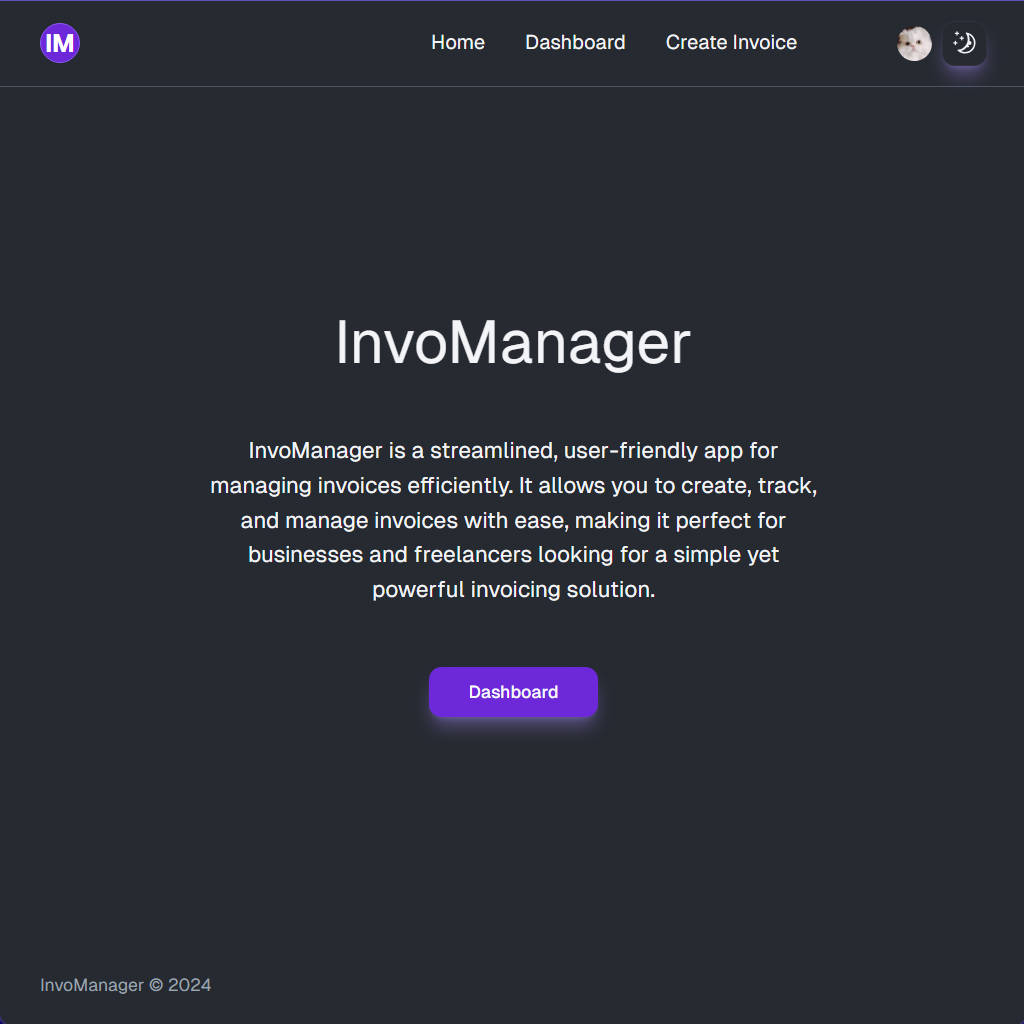 IM
Home
Dashboard
Create Invoice
InvoManager
InvoManager is a streamlined, user-friendly app for
managing invoices efficiently. It allows you to create, track,
and manage invoices with ease, making it perfect for
businesses and freelancers looking for a simple yet
powerful invoicing solution.
Dashboard
InvoManager © 2024